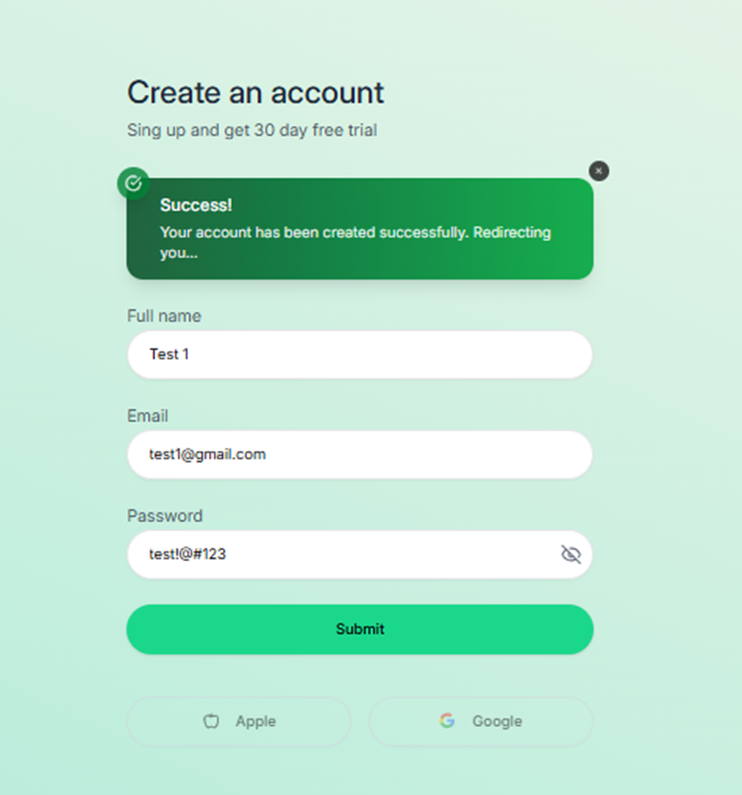 Create an account
Sing up and get 30 day free trial
Success!
Your account has been created successfully. Redirecting
you...
Full name
Test 1
Email
test1@gmail.com
Password
test!@#123
Submit
Apple
Google